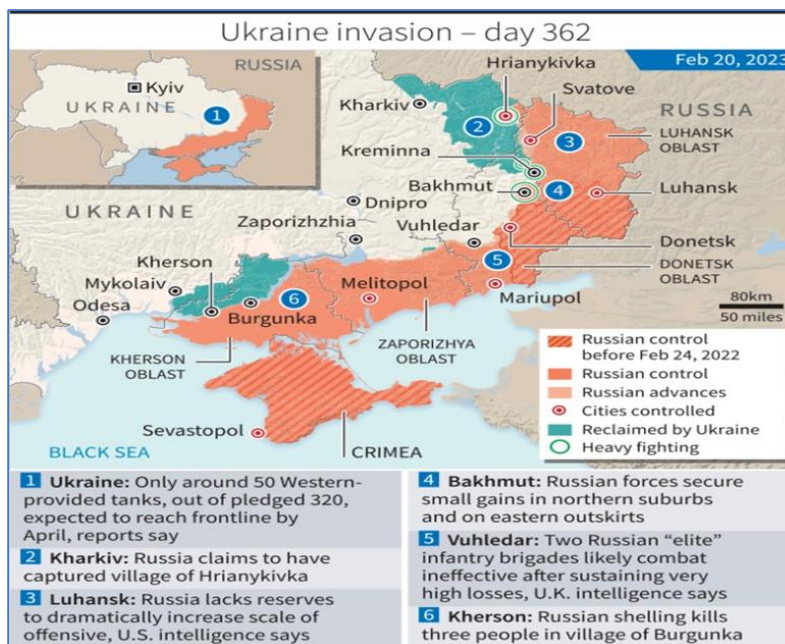 Ukraine invasion – day 362
Feb 20, 2023
RUSSIA
Kyiv
UKRAINE
1
Hrianykivka
Svatove
Kharkiv
RUSSIA
2
3
LUHANSK
OBLAST
Kreminna
Bakhmut
4
Luhansk
UKRAINE
Dnipro
Zaporizhzhia
Vuhledar
Donetsk
Kherson
5
DONETSK
OBLAST
Mykolaiv
Melitopol
6
Mariupol
Odesa
Burgunka
80km
50 miles
KHERSON
OBLAST
ZAPORIZHYA
OBLAST
Russian control
before Feb 24, 2022
Russian control
Russian advances
Cities controlled
Reclaimed by Ukraine
Heavy fighting
Sevastopol
BLACK SEA
CRIMEA
1 Ukraine: Only around 50 Western-
provided tanks, out of pledged 320,
expected to reach frontline by
April, reports say
2 Kharkiv: Russia claims to have
captured village of Hrianykivka
3 Luhansk: Russia lacks reserves
to dramatically increase scale of
offensive, U.S. intelligence says
4 Bakhmut: Russian forces secure
small gains in northern suburbs
and on eastern outskirts
5 Vuhledar: Two Russian “elite”
infantry brigades likely combat
ineffective after sustaining very
high losses, U.K. intelligence says
6 Kherson: Russian shelling kills
three people in village of Burgunka